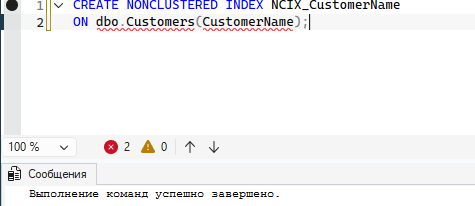 1 CREATE NONCLUSTERED INDEX NCIX_CustomerName
2 ON dbo.Customers(CustomerName);
100 % 2 0
Сообщения
Выполнение команд успешно завершено.